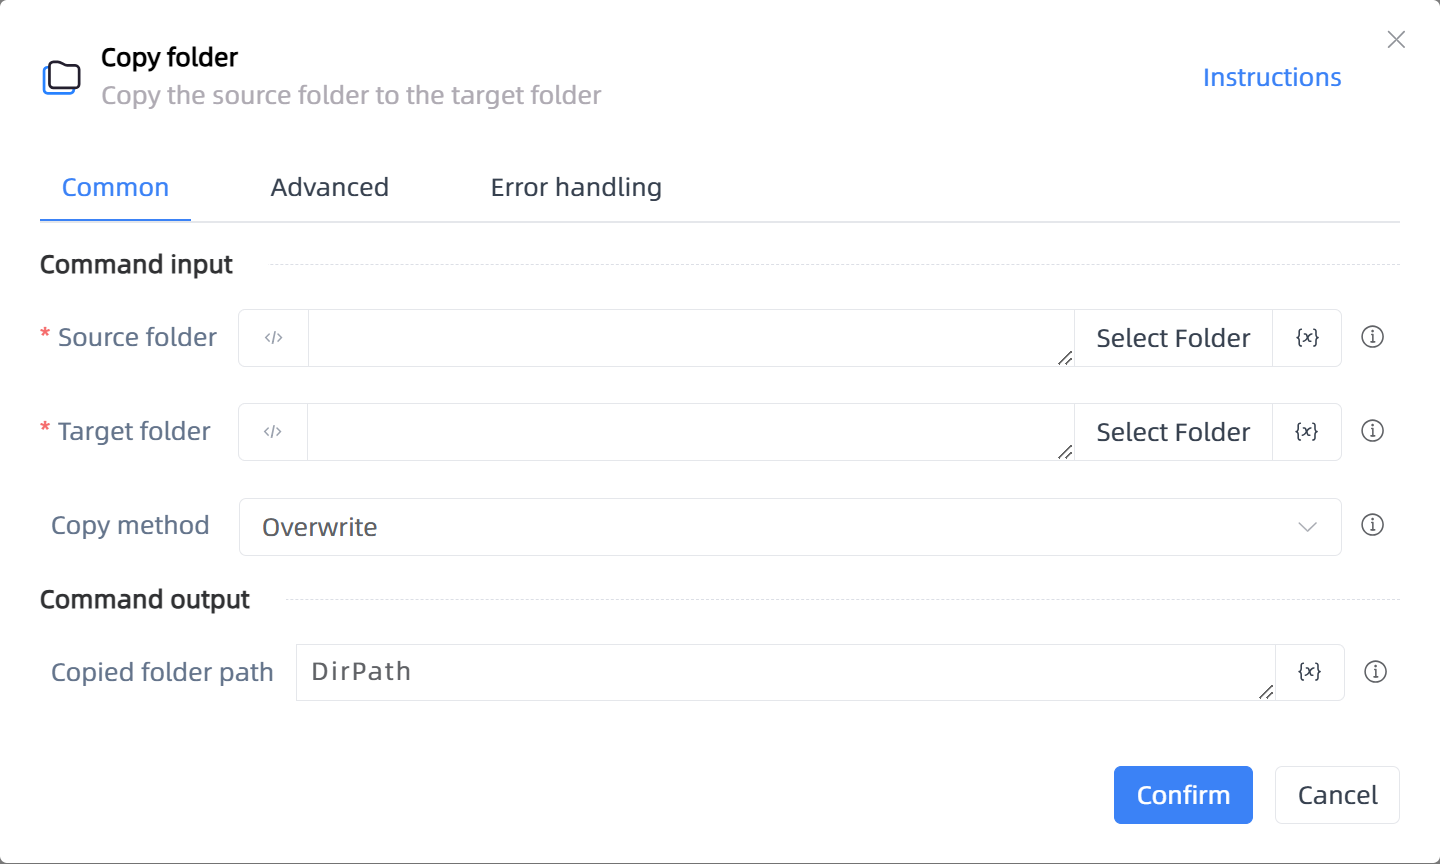 Copy folder
Copy the source folder to the target folder
Instructions
Common
Advanced
Error handling
Command input
* Source folder
</>
Select Folder
{x}
* Target folder
</>
Select Folder
{x}
Copy method
Overwrite
Command output
Copied folder path
DirPath
{x}
Confirm
Cancel